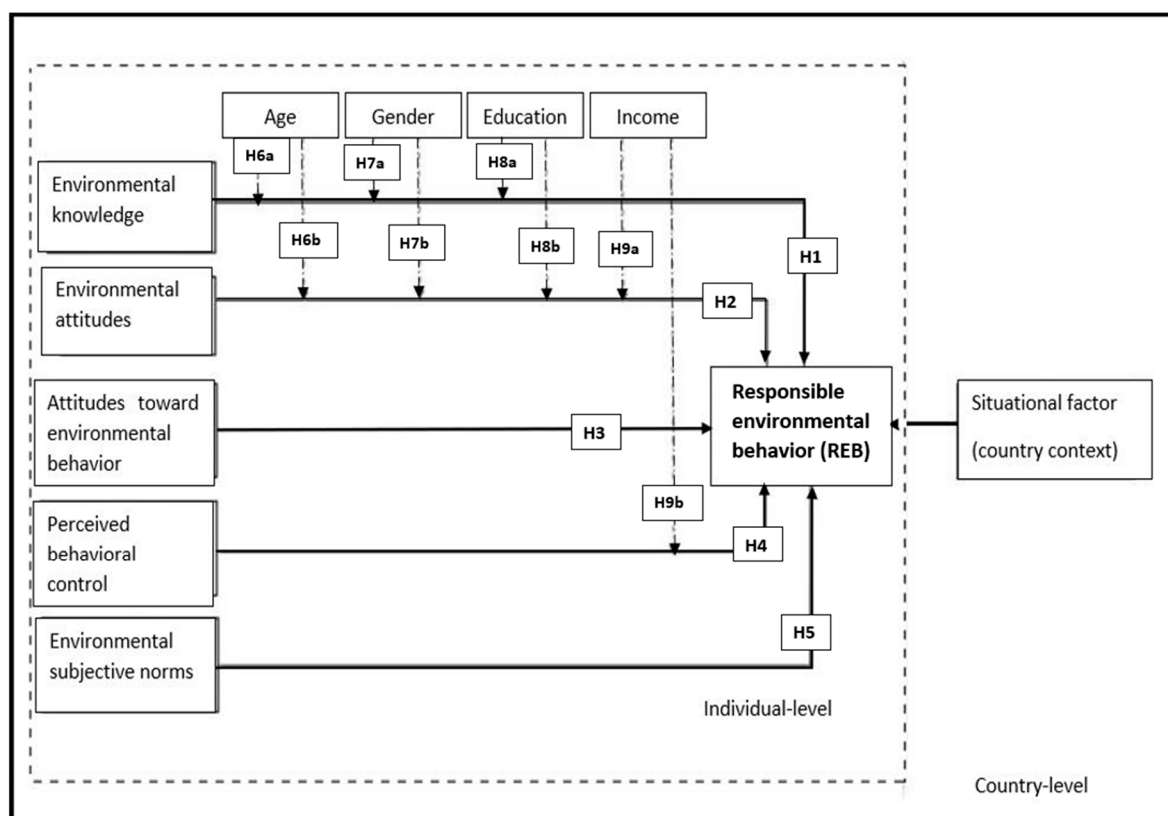 Age
Gender
Education
Income
H6a
H7a
H8a
Environmental
knowledge
H6b
H7b
H8b
H9a
H1
Environmental
attitudes
H2
Attitudes toward
environmental
behavior
H3
Responsible
environmental
behavior (REB)
Situational factor
(country context)
Perceived
behavioral
control
H9b
H4
Environmental
subjective norms
H5
Individual-level
Country-level